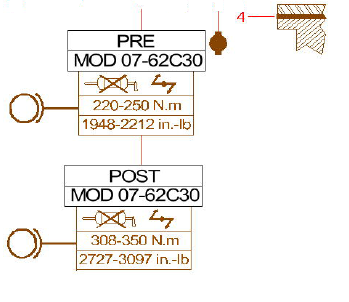 4
PRE
MOD 07-62C30
220-250 N.m
1948-2212 in.-lb
POST
MOD 07-62C30
308-350 N.m
2727-3097 in.-lb